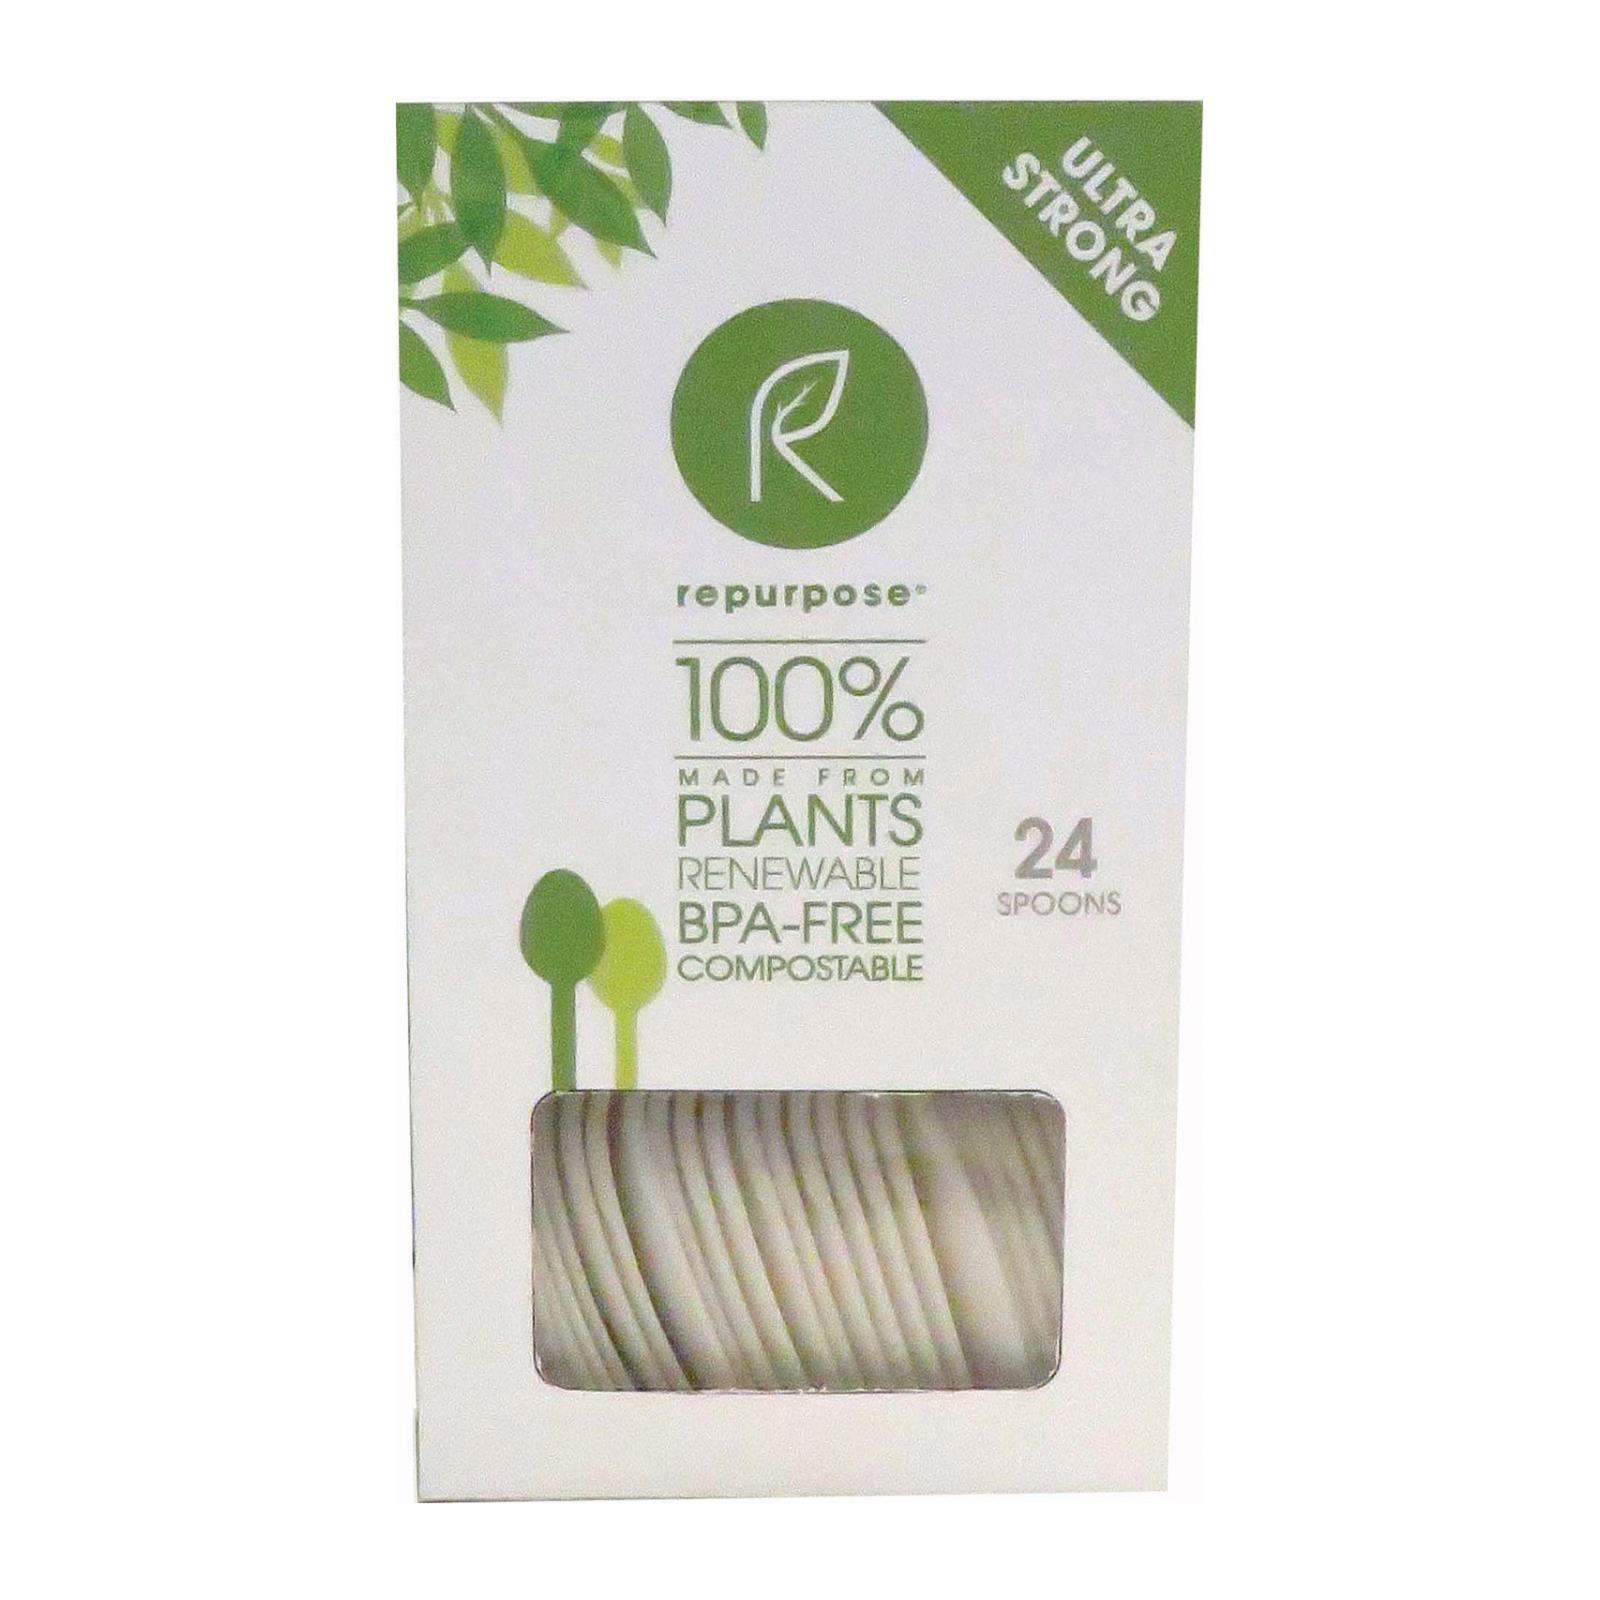 ULTRA
STRONG
R
repurpose®
100%
MADE FROM
PLANTS
RENEWABLE
BPA-FREE
COMPOSTABLE
24
SPOONS